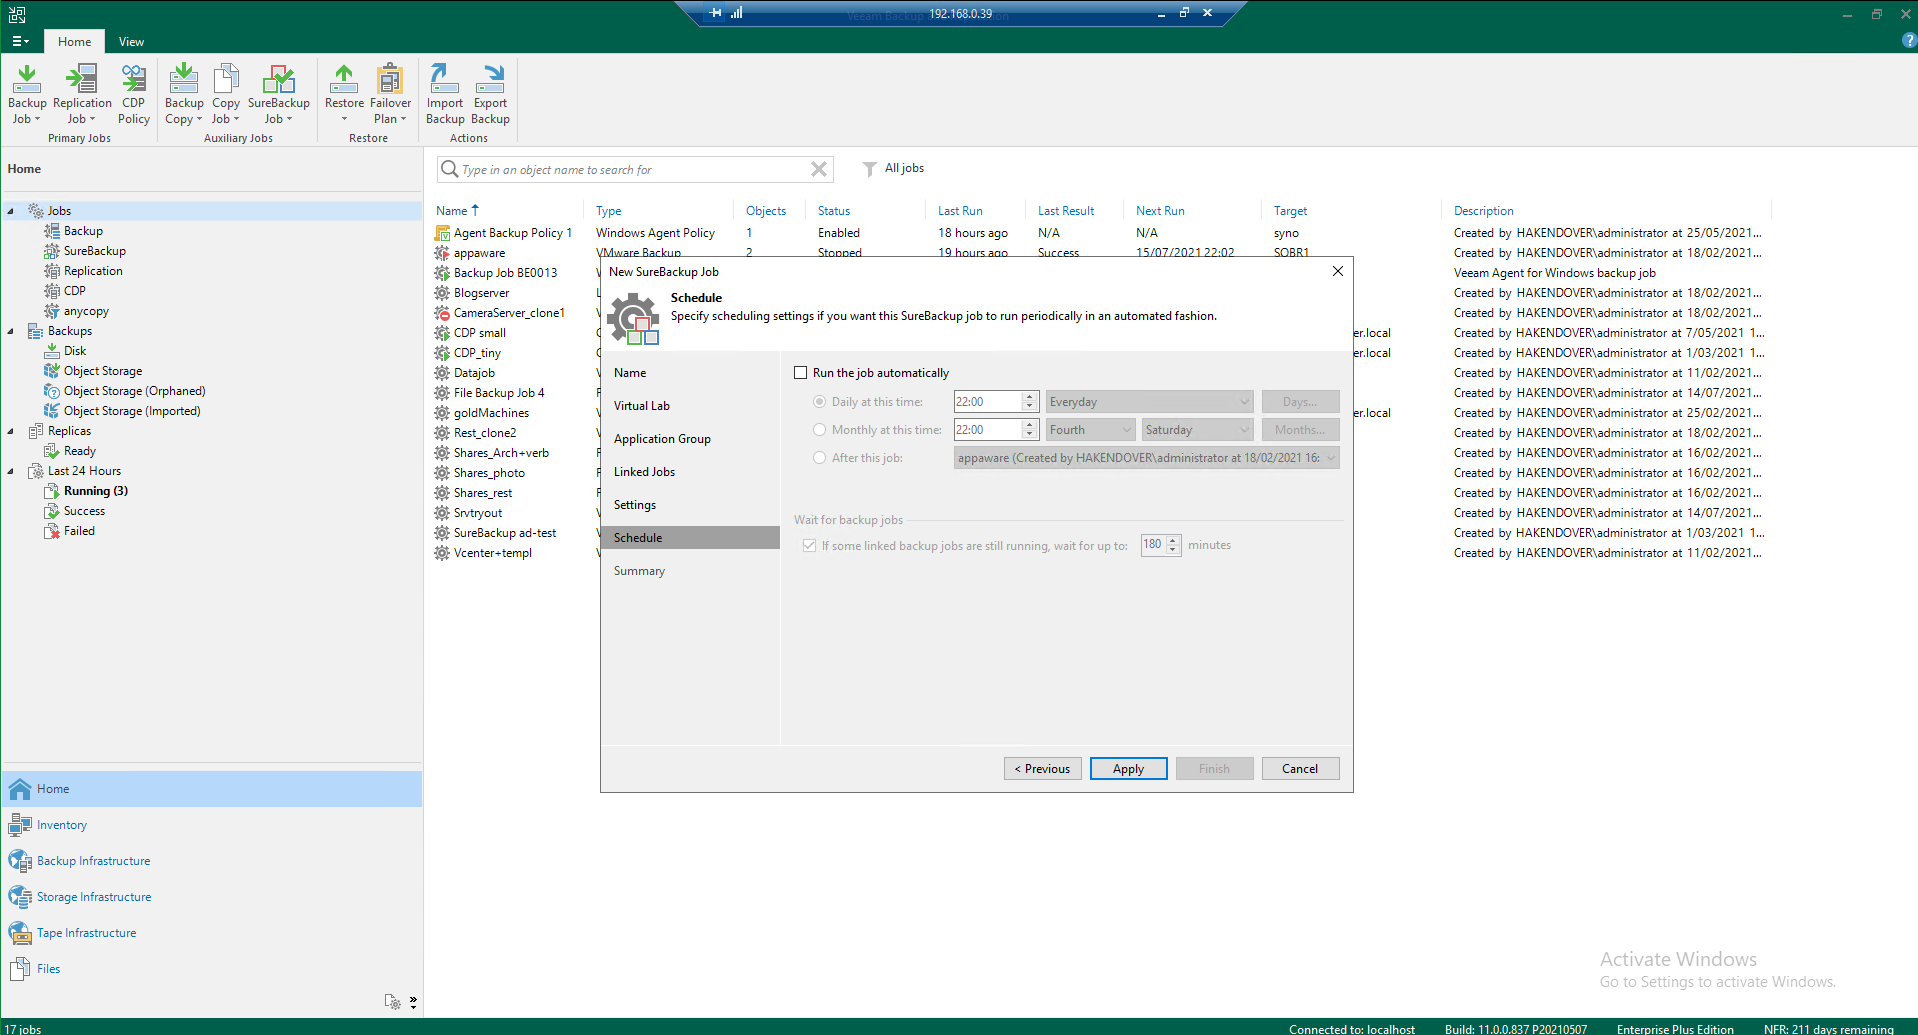 192.168.0.39
Home View
Backup Job Replication Job CDP Policy Backup Copy Copy Job SureBackup Job Restore Failover Plan Import Backup Export Backup
Primary Jobs Auxiliary Jobs Restore Actions
Home
Jobs
Backup
SureBackup
Replication
CDP
anycopy
Backups
Disk
Object Storage
Object Storage (Orphaned)
Object Storage (Imported)
Replicas
Ready
Last 24 Hours
Running (3)
Success
Failed
Home
Inventory
Backup Infrastructure
Storage Infrastructure
Tape Infrastructure
Files
Type in an object name to search for All jobs
Name Type Objects Status Last Run Last Result Next Run Target Description
Agent Backup Policy 1 Windows Agent Policy 1 Enabled 18 hours ago N/A N/A syno Created by HAKENDOVER\administrator at 25/05/2021...
appaware VMware Backup 2 Stopped 19 hours ago Success 15/07/2021 22:02 SOBR1 Created by HAKENDOVER\administrator at 18/02/2021...
Backup Job BE0013 Veeam Agent for Windows backup job
Blogserver Created by HAKENDOVER\administrator at 18/02/2021...
CameraServer_clone1 Created by HAKENDOVER\administrator at 18/02/2021...
CDP small er.local Created by HAKENDOVER\administrator at 7/05/2021 1...
CDP_tiny er.local Created by HAKENDOVER\administrator at 1/03/2021 1...
Datajob Created by HAKENDOVER\administrator at 11/02/2021...
File Backup Job 4 Created by HAKENDOVER\administrator at 14/07/2021...
goldMachines er.local Created by HAKENDOVER\administrator at 25/02/2021...
Rest_clone2 Created by HAKENDOVER\administrator at 18/02/2021...
Shares_Arch+verb Created by HAKENDOVER\administrator at 16/02/2021...
Shares_photo Created by HAKENDOVER\administrator at 16/02/2021...
Shares_rest Created by HAKENDOVER\administrator at 16/02/2021...
Srvtryout Created by HAKENDOVER\administrator at 14/07/2021...
SureBackup ad-test Created by HAKENDOVER\administrator at 1/03/2021 1...
Vcenter+templ Created by HAKENDOVER\administrator at 11/02/2021...
New SureBackup Job
Schedule
Specify scheduling settings if you want this SureBackup job to run periodically in an automated fashion.
Name
Virtual Lab
Application Group
Linked Jobs
Settings
Schedule
Summary
Run the job automatically
Daily at this time: 22:00 Everyday Days...
Monthly at this time: 22:00 Fourth Saturday Months...
After this job: appaware (Created by HAKENDOVER\administrator at 18/02/2021 16:
Wait for backup jobs
If some linked backup jobs are still running, wait for up to: 180 minutes
< Previous Apply Finish Cancel
Activate Windows
Go to Settings to activate Windows.
17 jobs Connected to: localhost Build: 11.0.0.837 P20210507 Enterprise Plus Edition NFR: 211 days remaining